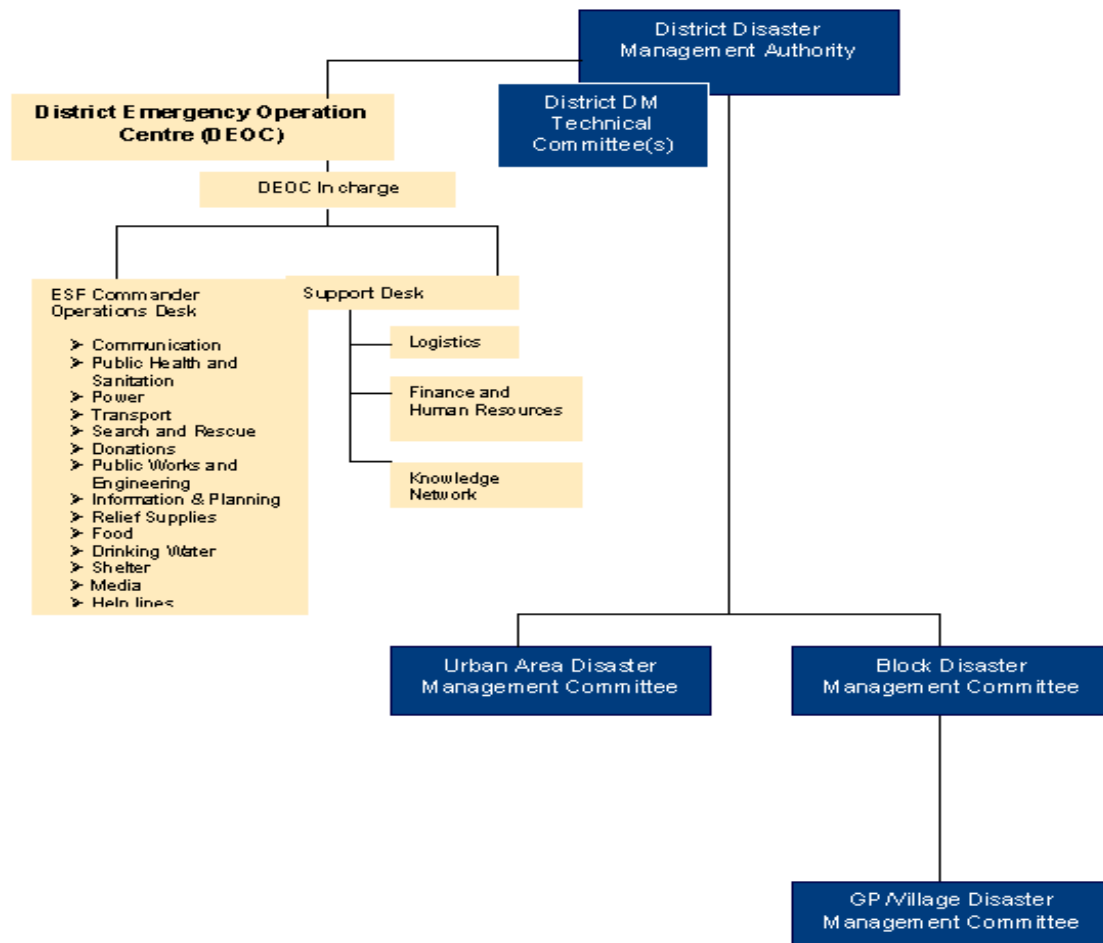 District Disaster
Management Authority
District DM
Technical
Committee(s)
District Emergency Operation
Centre (DEOC)
DEOC In charge
ESF Commander
Operations Desk
➢ Communication
➢ Public Health and
Sanitation
➢ Power
➢ Transport
➢ Search and Rescue
➢ Donations
➢ Public Works and
Engineering
➢ Information & Planning
➢ Relief Supplies
➢ Food
➢ Drinking Water
➢ Shelter
➢ Media
➢ Help lines
Support Desk
Logistics
Finance and
Human Resources
Knowledge
Network
Urban Area Disaster
Management Committee
Block Disaster
Management Committee
GP/Village Disaster
Management Committee